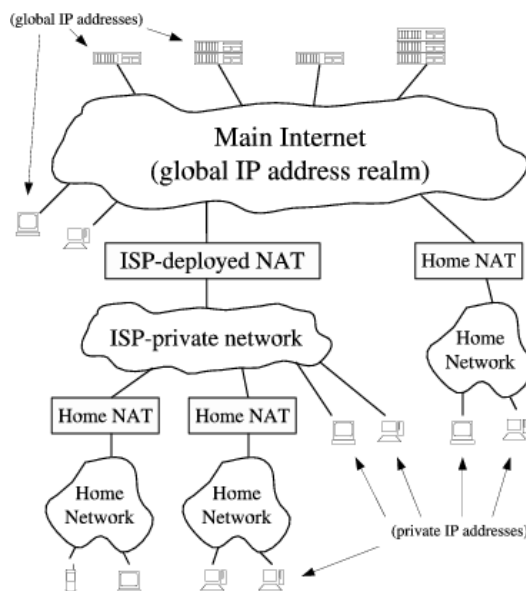 (global IP addresses)
Main Internet
(global IP address realm)
ISP-deployed NAT
Home NAT
ISP-private network
Home
Network
Home NAT
Home NAT
Home
Network
Home
Network
(private IP addresses)